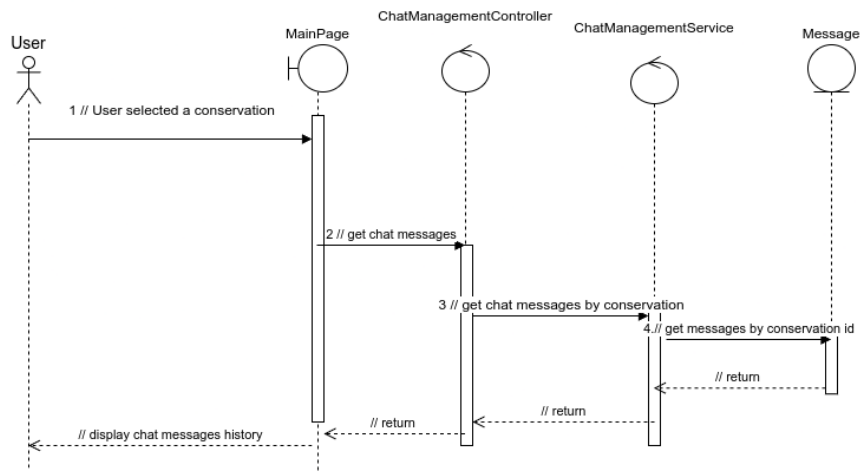 ChatManagementController
ChatManagementService
User
MainPage
Message
1 // User selected a conservation
2 // get chat messages
3 // get chat messages by conservation
4.// get messages by conservation id
// return
// return
// return
// display chat messages history